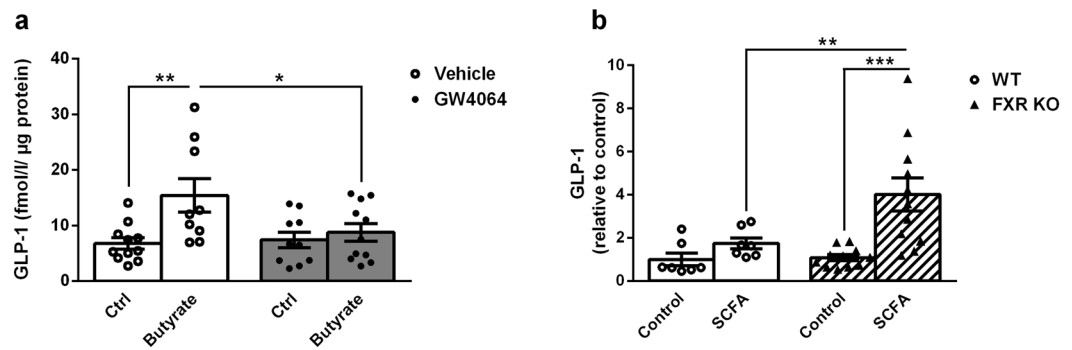 a
GLP-1 (fmol/l/ µg protein)
40
30
20
10
0
**
*
Vehicle
GW4064
Ctrl
Butyrate
Ctrl
Butyrate
b
GLP-1
(relative to control)
10
8
6
4
2
0
**
***
WT
FXR KO
Control
SCFA
Control
SCFA